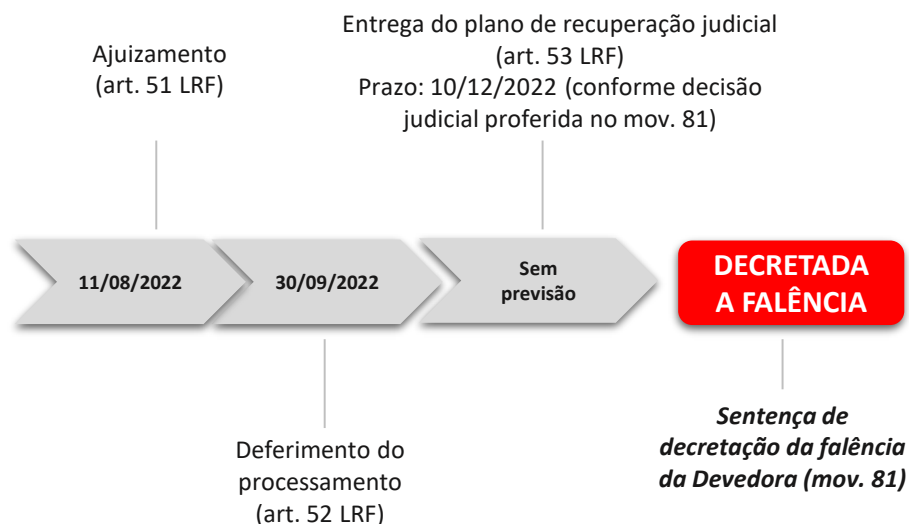 Ajuizamento
(art. 51 LRF)
Entrega do plano de recuperação judicial
(art. 53 LRF)
Prazo: 10/12/2022 (conforme decisão
judicial proferida no mov. 81)
11/08/2022
30/09/2022
Sem
previsão
DECRETADA
A FALÊNCIA
Deferimento do
processamento
(art. 52 LRF)
Sentença de
decretação da falência
da Devedora (mov. 81)